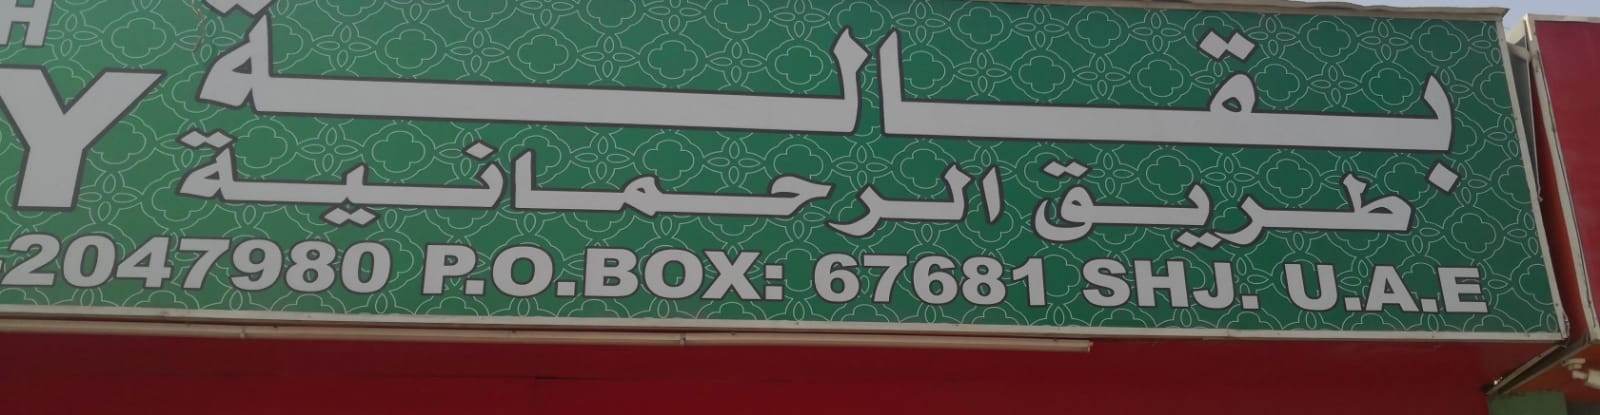 H
Y
بقالة
طريق الرحمانية
2047980 P.O.BOX: 67681 SHJ. U.A.E